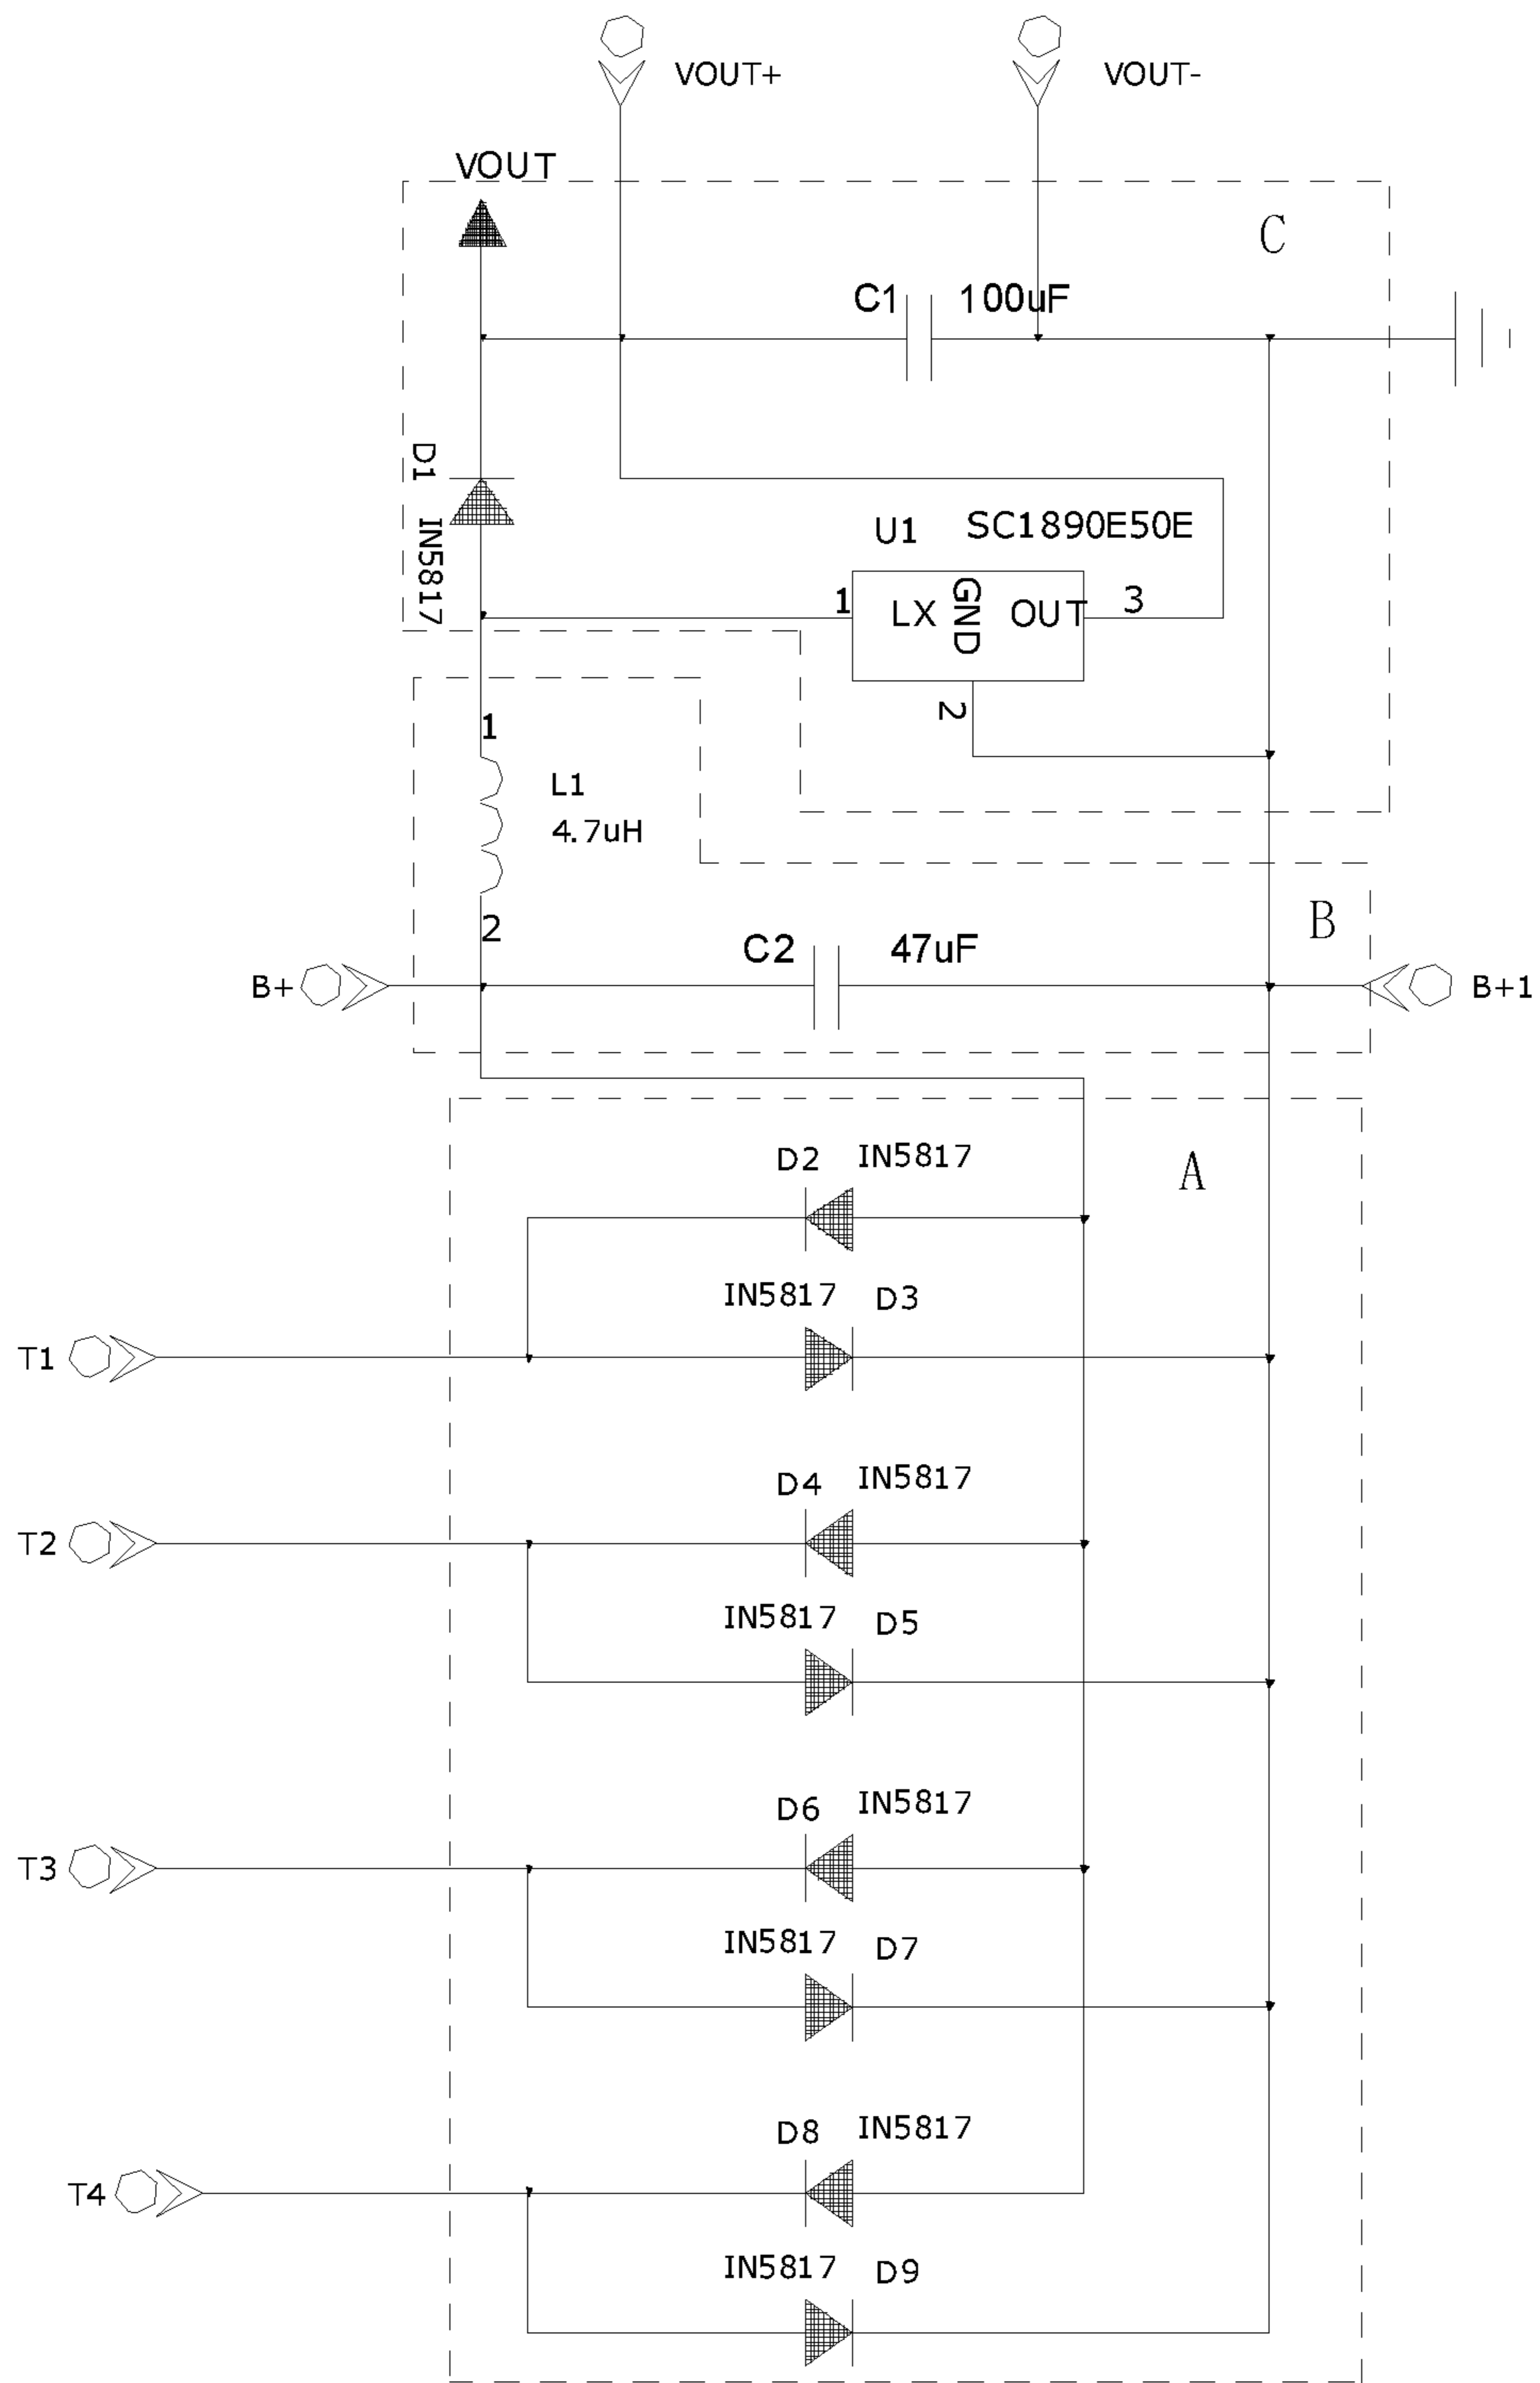 VOUT+
VOUT-
VOUT
C
C1 100uF
D1
IN5817
U1 SC1890E50E
1 LX GND OUT 3
2
1
L1
4.7uH
2
B
C2 47uF
B+
B+1
A
D2 IN5817
IN5817 D3
T1
D4 IN5817
T2
IN5817 D5
D6 IN5817
T3
IN5817 D7
D8 IN5817
T4
IN5817 D9